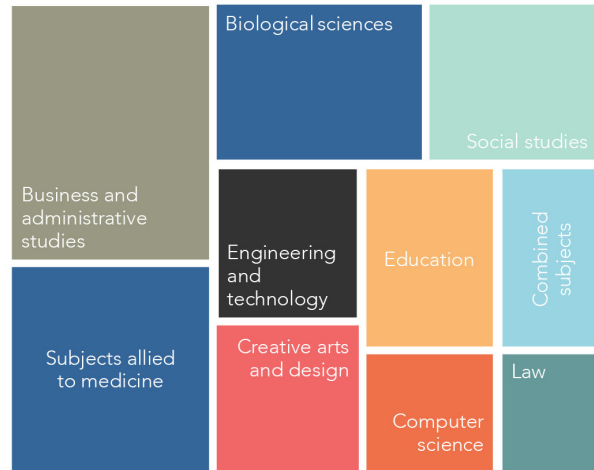 Biological sciences
Social studies
Business and
administrative
studies
Engineering
and
technology
Education
Combined
subjects
Subjects allied
to medicine
Creative arts
and design
Computer
science
Law